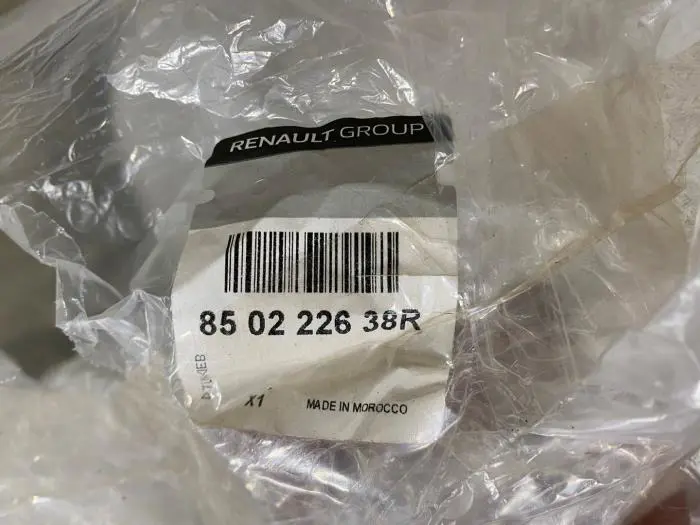 RENAULT GROUP
85 02 226 38R
X1
MADE IN MOROCCO